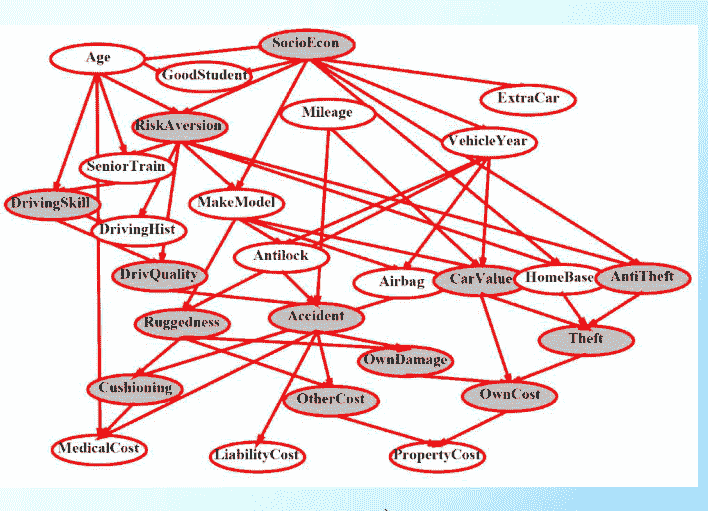 SocioEcon
Age
GoodStudent
ExtraCar
Mileage
RiskAversion
VehicleYear
SeniorTrain
DrivingSkill
MakeModel
DrivingHist
Antilock
DrivQuality
Airbag
CarValue
HomeBase
AntiTheft
Ruggedness
Accident
Theft
OwnDamage
Cushioning
OtherCost
OwnCost
MedicalCost
LiabilityCost
PropertyCost